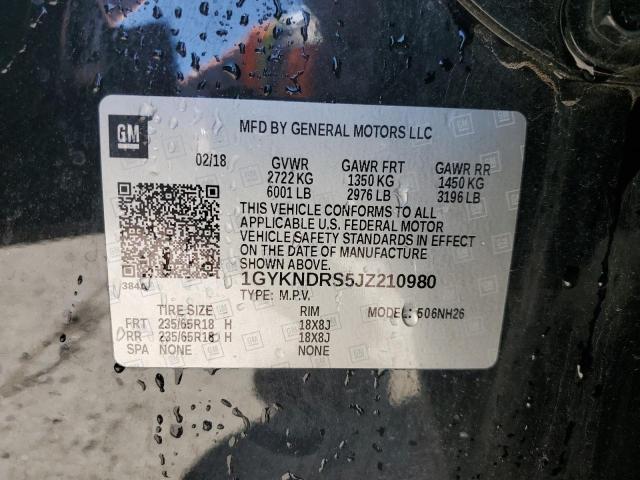 GM
MFD BY GENERAL MOTORS LLC
02/18 GVWR GAWR FRT GAWR RR
2722 KG 1350 KG 1450 KG
6001 LB 2976 LB 3196 LB
THIS VEHICLE CONFORMS TO ALL
APPLICABLE U.S. FEDERAL MOTOR
VEHICLE SAFETY STANDARDS IN EFFECT
ON THE DATE OF MANUFACTURE
SHOWN ABOVE.
1GYKNDRS5JZ210980
3844
TYPE: M.P.V.
TIRE SIZE RIM MODEL: 506NH26
FRT 235/65R18 H 18X8J
RR 235/65R18 H 18X8J
SPA NONE NONE